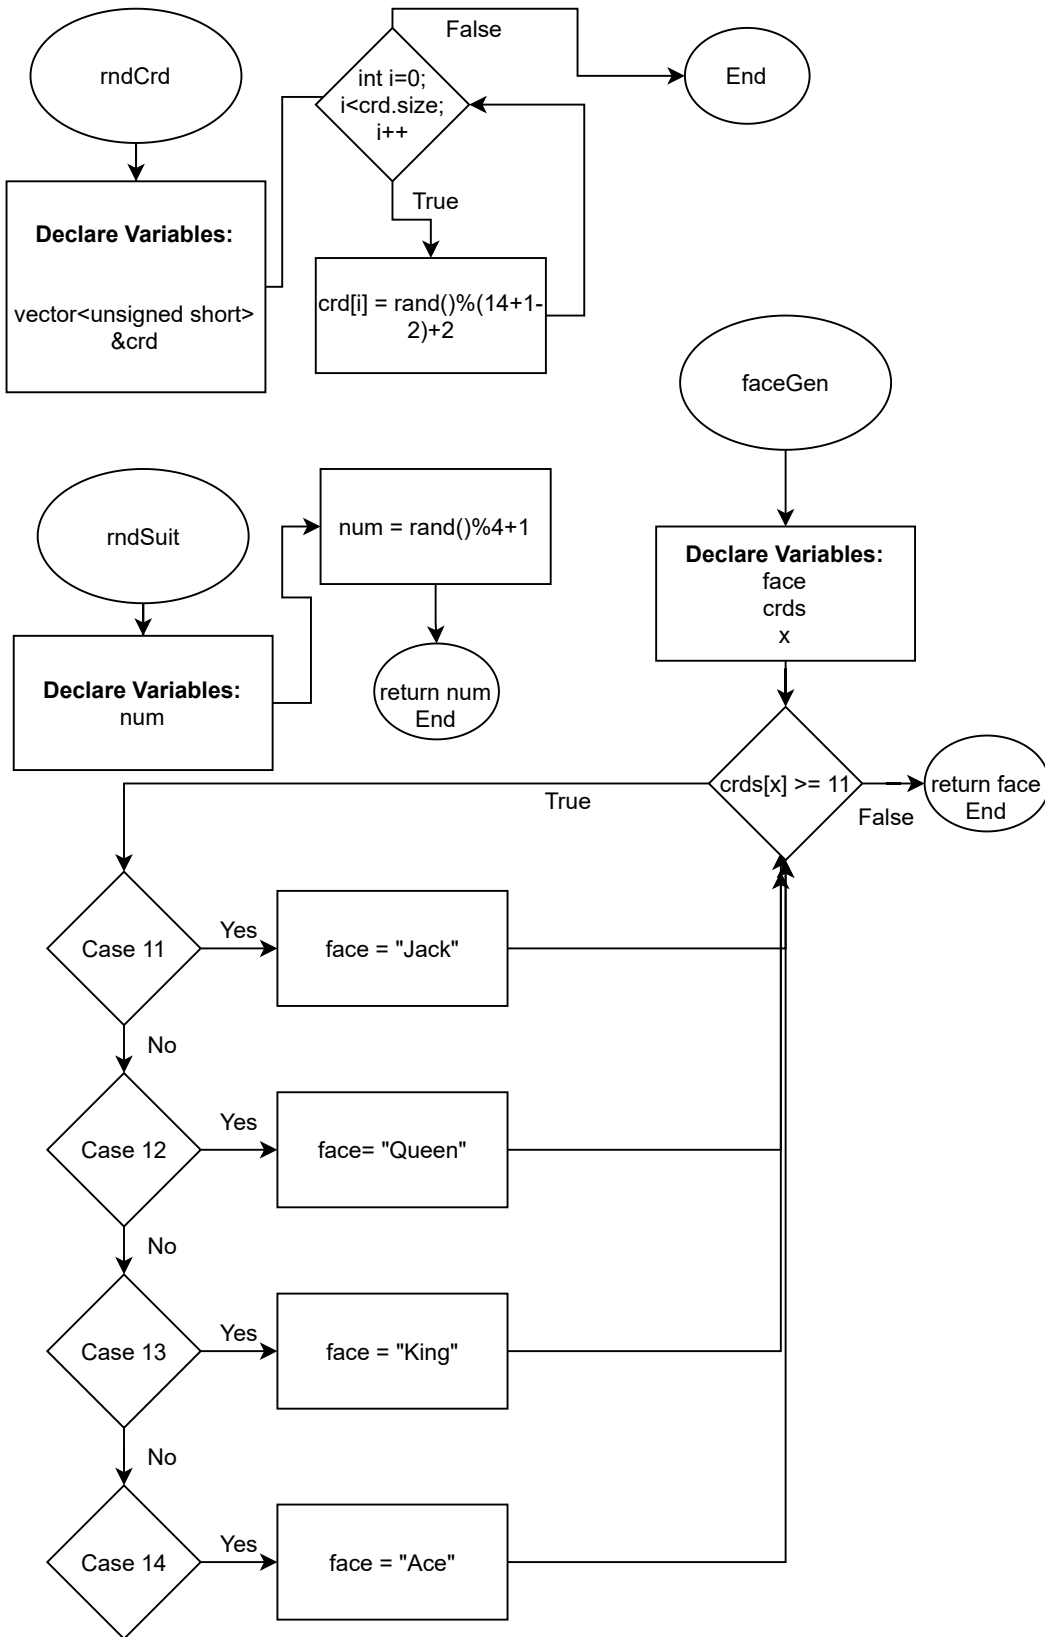 rndCrd
Declare Variables:
vector<unsigned short>
&crd
int i=0;
i<crd.size;
i++
False
End
True
crd[i] = rand()%(14+1-
2)+2
rndSuit
Declare Variables:
num
num = rand()%4+1
return num
End
faceGen
Declare Variables:
face
crds
x
crds[x] >= 11
True
False
return face
End
Case 11
Yes
face = "Jack"
No
Case 12
Yes
face= "Queen"
No
Case 13
Yes
face = "King"
No
Case 14
Yes
face = "Ace"